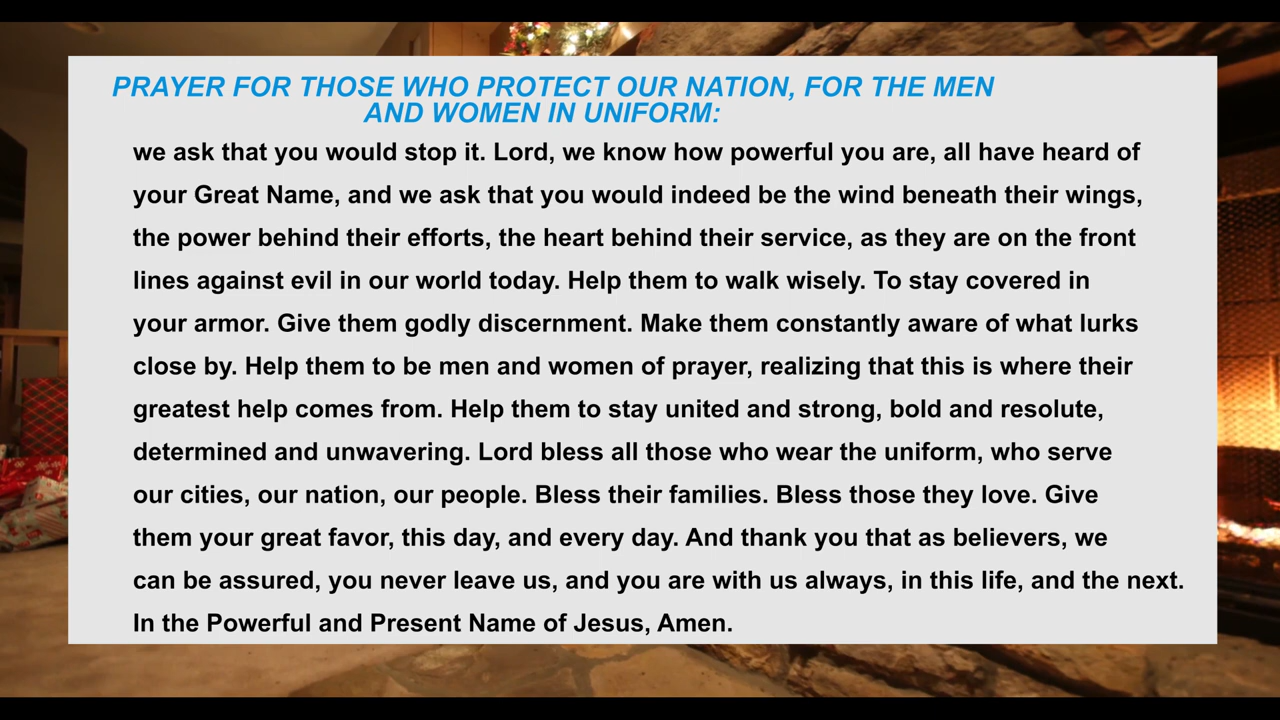 PRAYER FOR THOSE WHO PROTECT OUR NATION, FOR THE MEN
AND WOMEN IN UNIFORM:
we ask that you would stop it. Lord, we know how powerful you are, all have heard of
your Great Name, and we ask that you would indeed be the wind beneath their wings,
the power behind their efforts, the heart behind their service, as they are on the front
lines against evil in our world today. Help them to walk wisely. To stay covered in
your armor. Give them godly discernment. Make them constantly aware of what lurks
close by. Help them to be men and women of prayer, realizing that this is where their
greatest help comes from. Help them to stay united and strong, bold and resolute,
determined and unwavering. Lord bless all those who wear the uniform, who serve
our cities, our nation, our people. Bless their families. Bless those they love. Give
them your great favor, this day, and every day. And thank you that as believers, we
can be assured, you never leave us, and you are with us always, in this life, and the next.
In the Powerful and Present Name of Jesus, Amen.